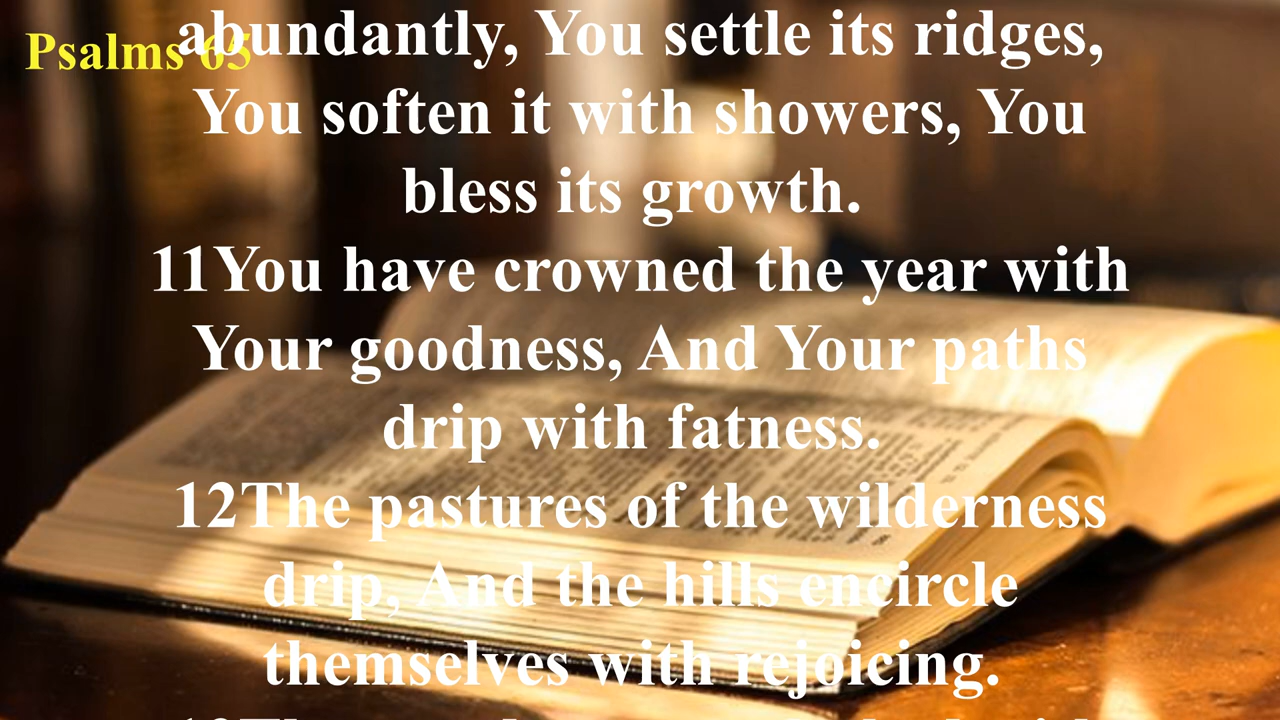 Psalms 65
abundantly, You settle its ridges,
You soften it with showers, You
bless its growth.
11You have crowned the year with
Your goodness, And Your paths
drip with fatness.
12The pastures of the wilderness
drip, And the hills encircle
themselves with rejoicing.